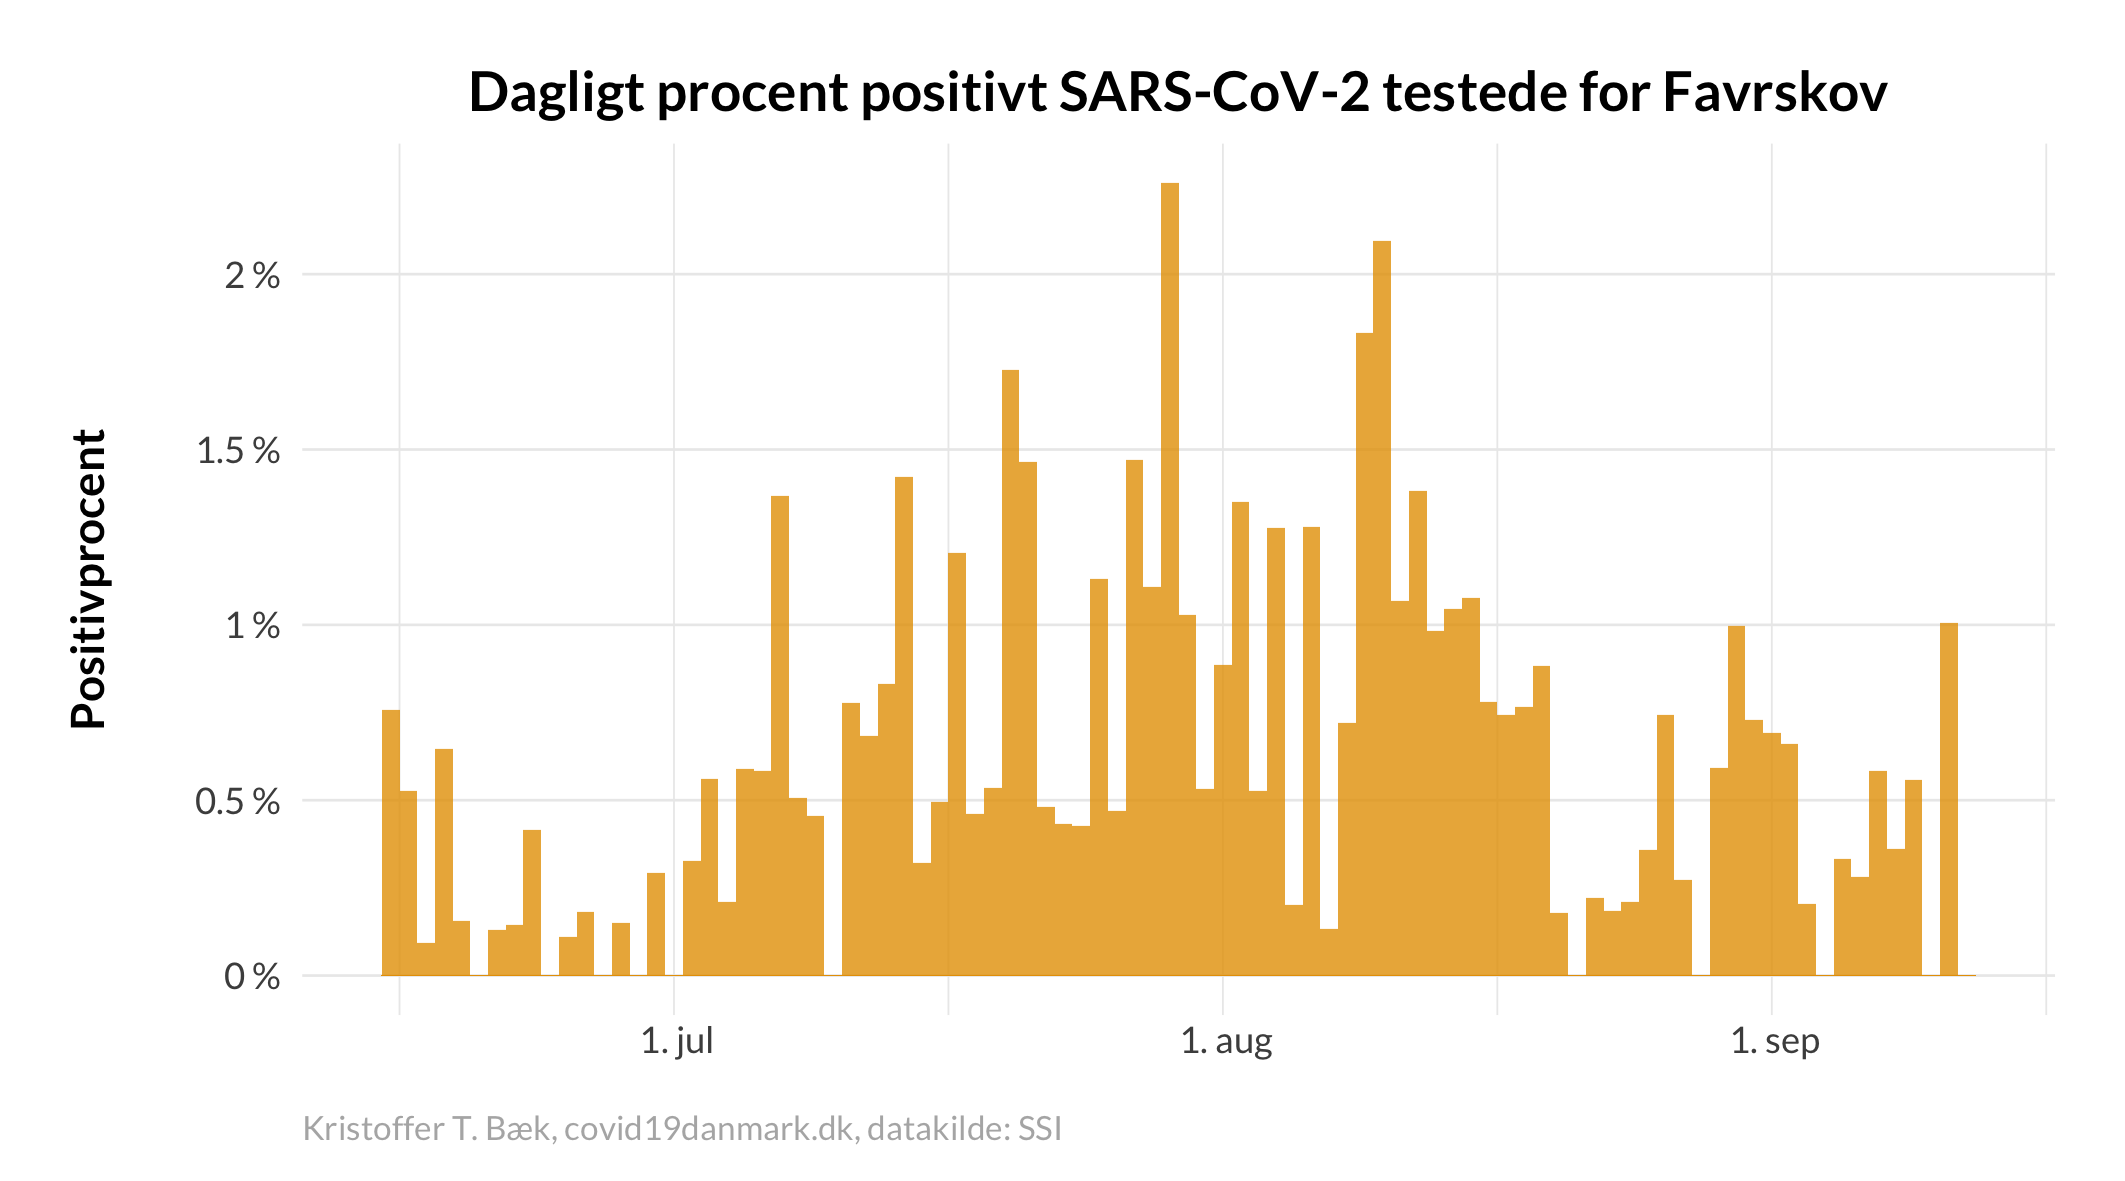 Dagligt procent positivt SARS-CoV-2 testede for Favrskov
Positivprocent
2 %
1.5 %
1 %
0.5 %
0 %
1. jul
1. aug
1. sep
Kristoffer T. Bæk, covid19danmark.dk, datakilde: SSI